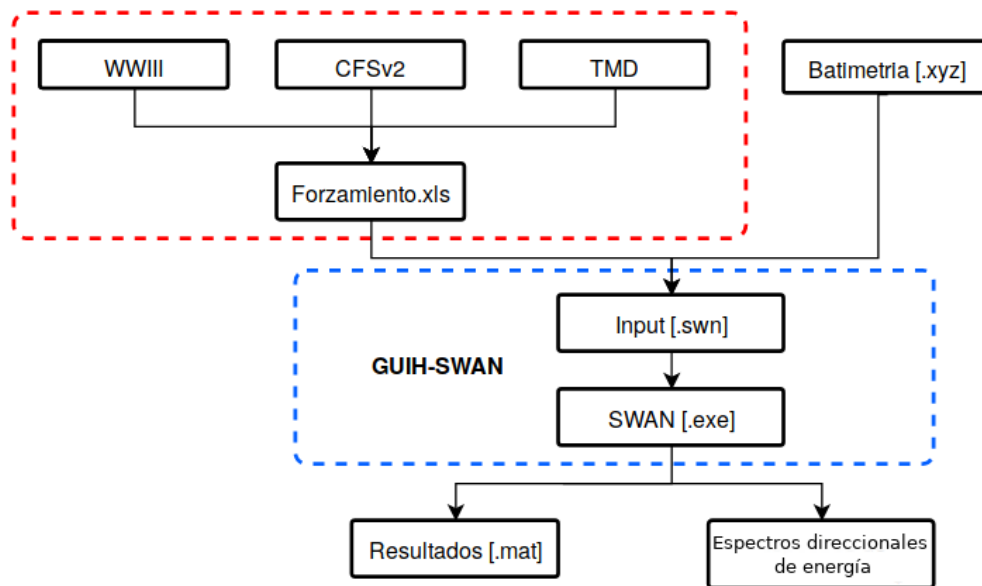 WWIII
CFSv2
TMD
Batimetria [.xyz]
Forzamiento.xls
Input [.swn]
GUIH-SWAN
SWAN [.exe]
Resultados [.mat]
Espectros direccionales
de energía